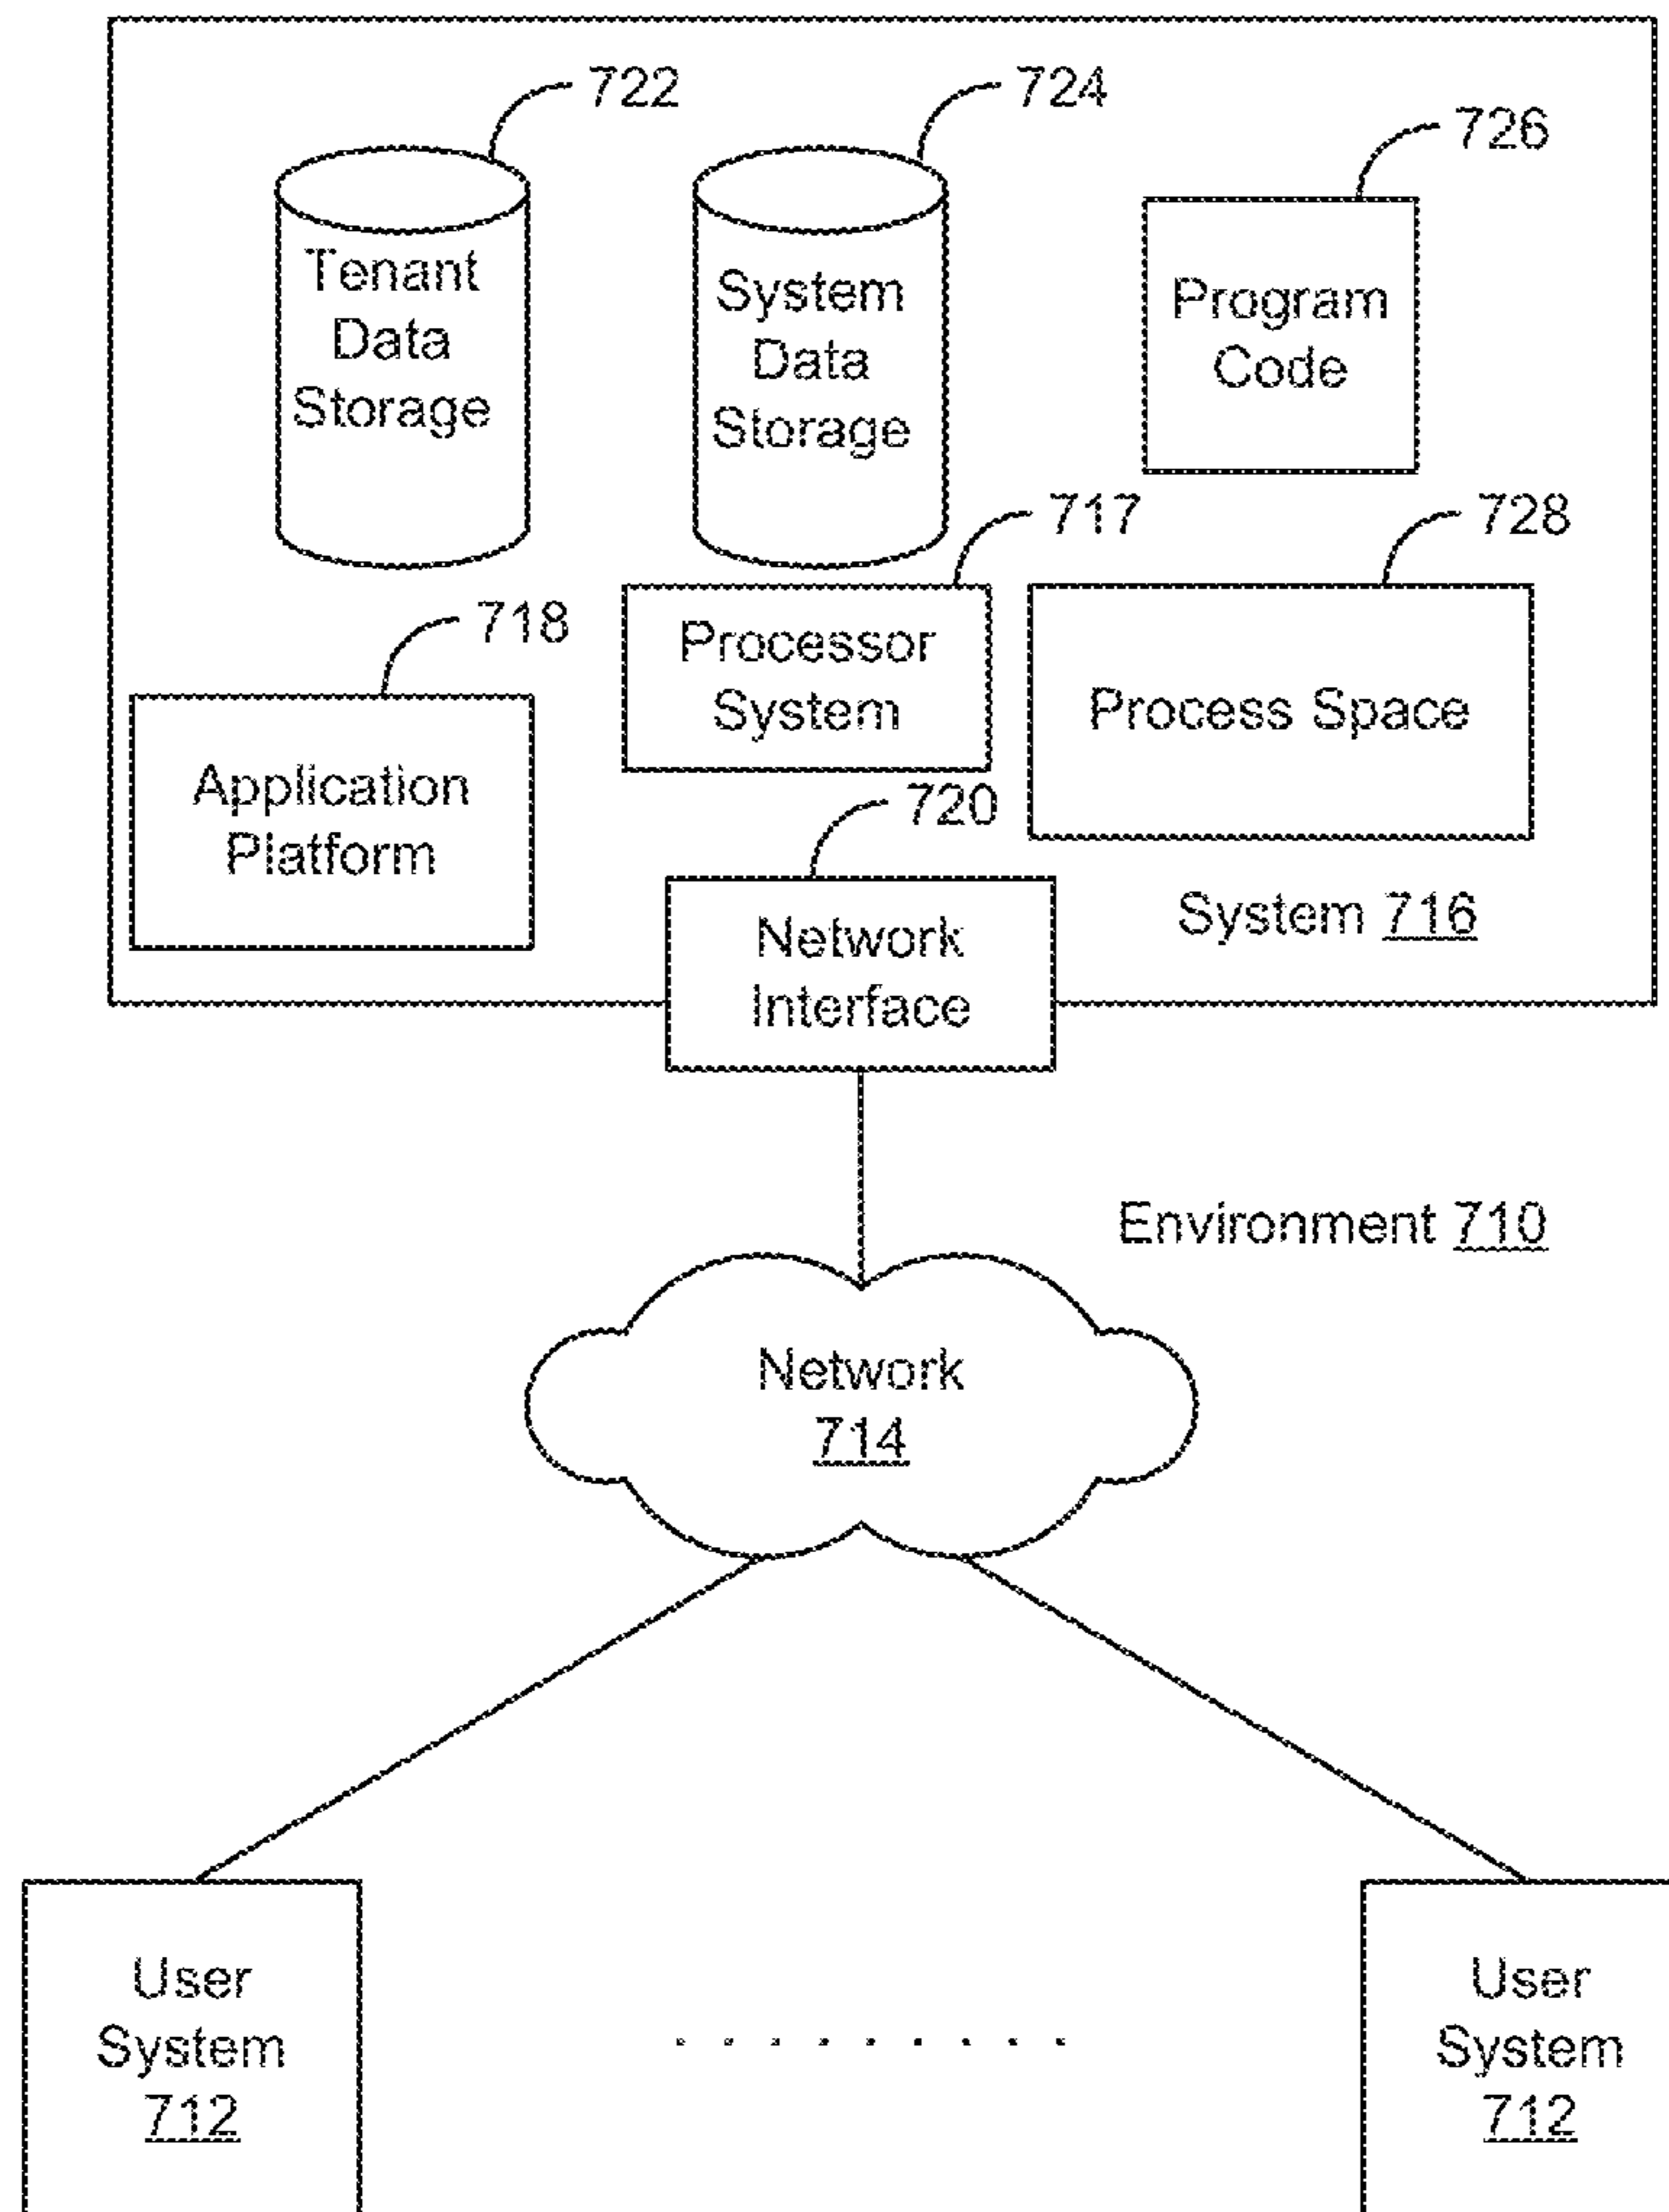 722
724
726
Tenant
Data
Storage
System
Data
Storage
Program
Code
717
728
718
Processor
System
Process Space
Application
Platform
720
Network
Interface
System 716
Environment 710
Network
714
User
System
712
User
System
712